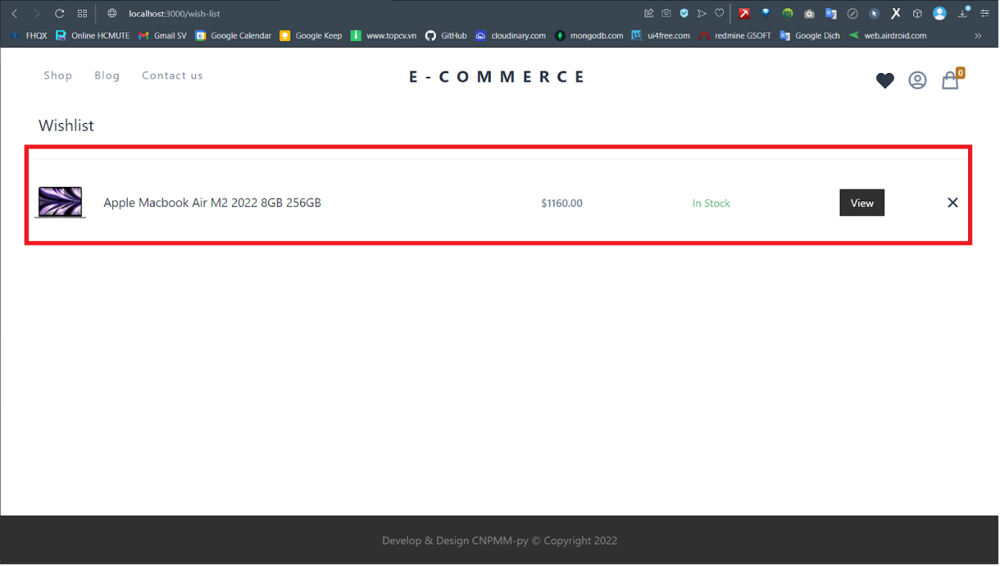 localhost:3000/wish-list
FHQX Online HCMUTE Gmail SV Google Calendar Google Keep www.topcv.vn GitHub cloudinary.com mongodb.com ui4free.com redmine GSOFT Google Dịch web.airdroid.com
Shop Blog Contact us E-COMMERCE 0
Wishlist
Apple Macbook Air M2 2022 8GB 256GB $1160.00 In Stock View
Develop & Design CNPMM-py © Copyright 2022